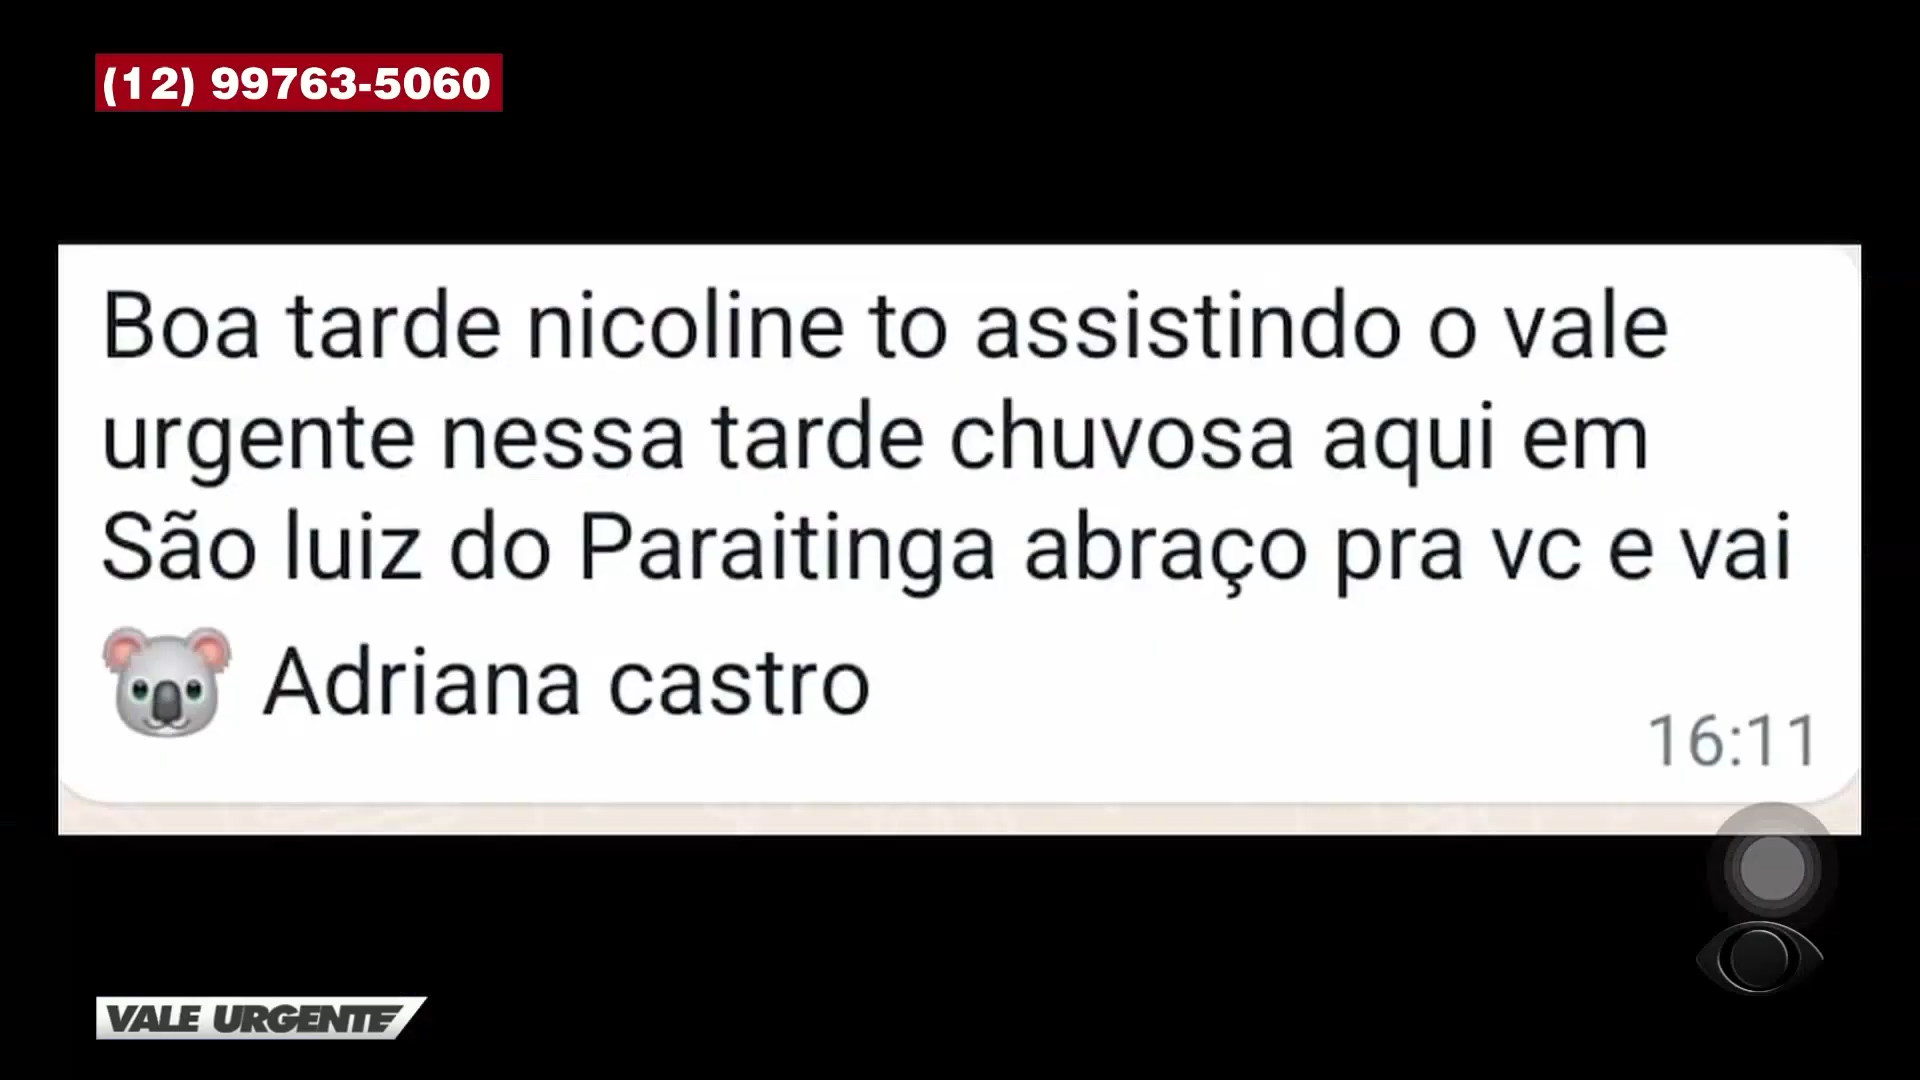 (12) 99763-5060
Boa tarde nicoline to assistindo o vale
urgente nessa tarde chuvosa aqui em
São luiz do Paraitinga abraço pra vc e vai
🐨 Adriana castro
16:11
VALE URGENTE